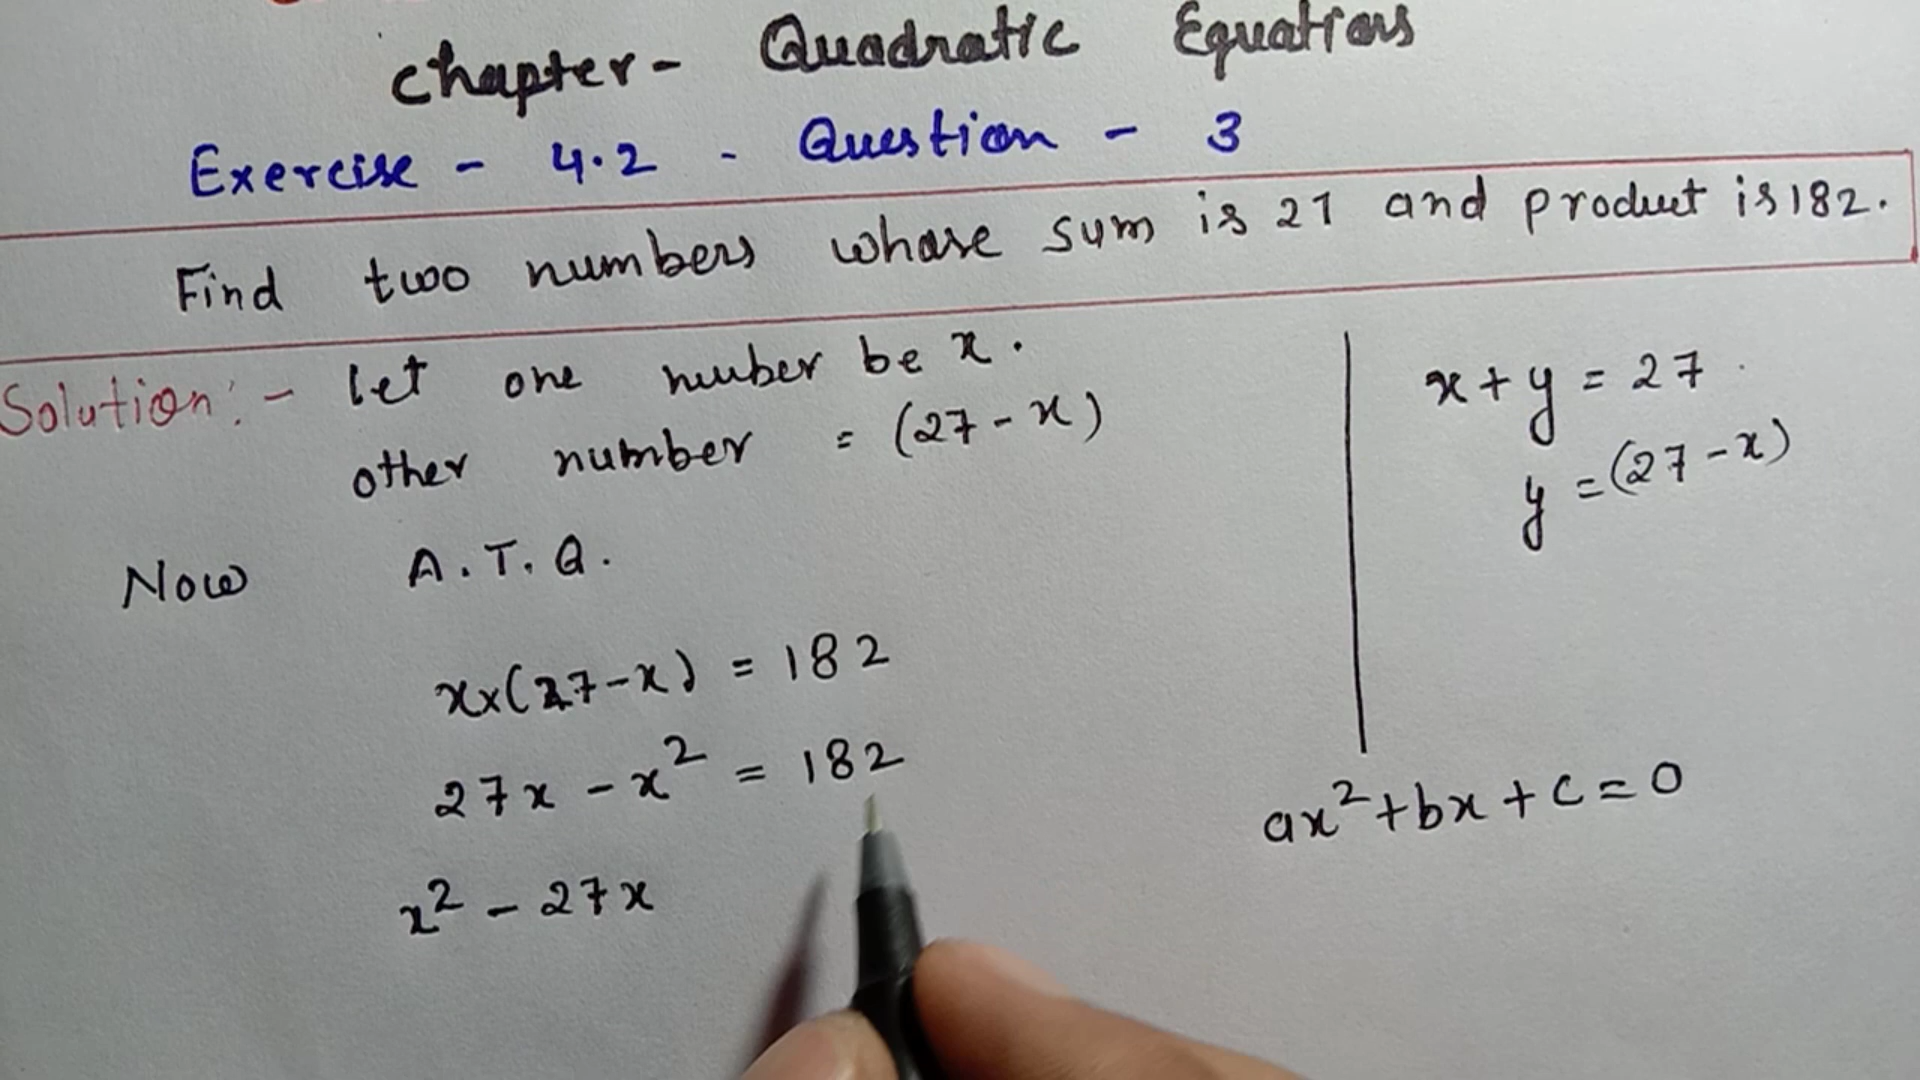 Chapter - Quadratic Equations
Exercise - 4.2 - Question - 3
Find two numbers whose sum is 27 and product is 182.
Solution :- let one number be x.
other number = (27 - x)
Now A.T.Q.
x×(27-x) = 182
27x - x² = 182
x² - 27x
x + y = 27
y = (27 - x)
ax² + bx + c = 0